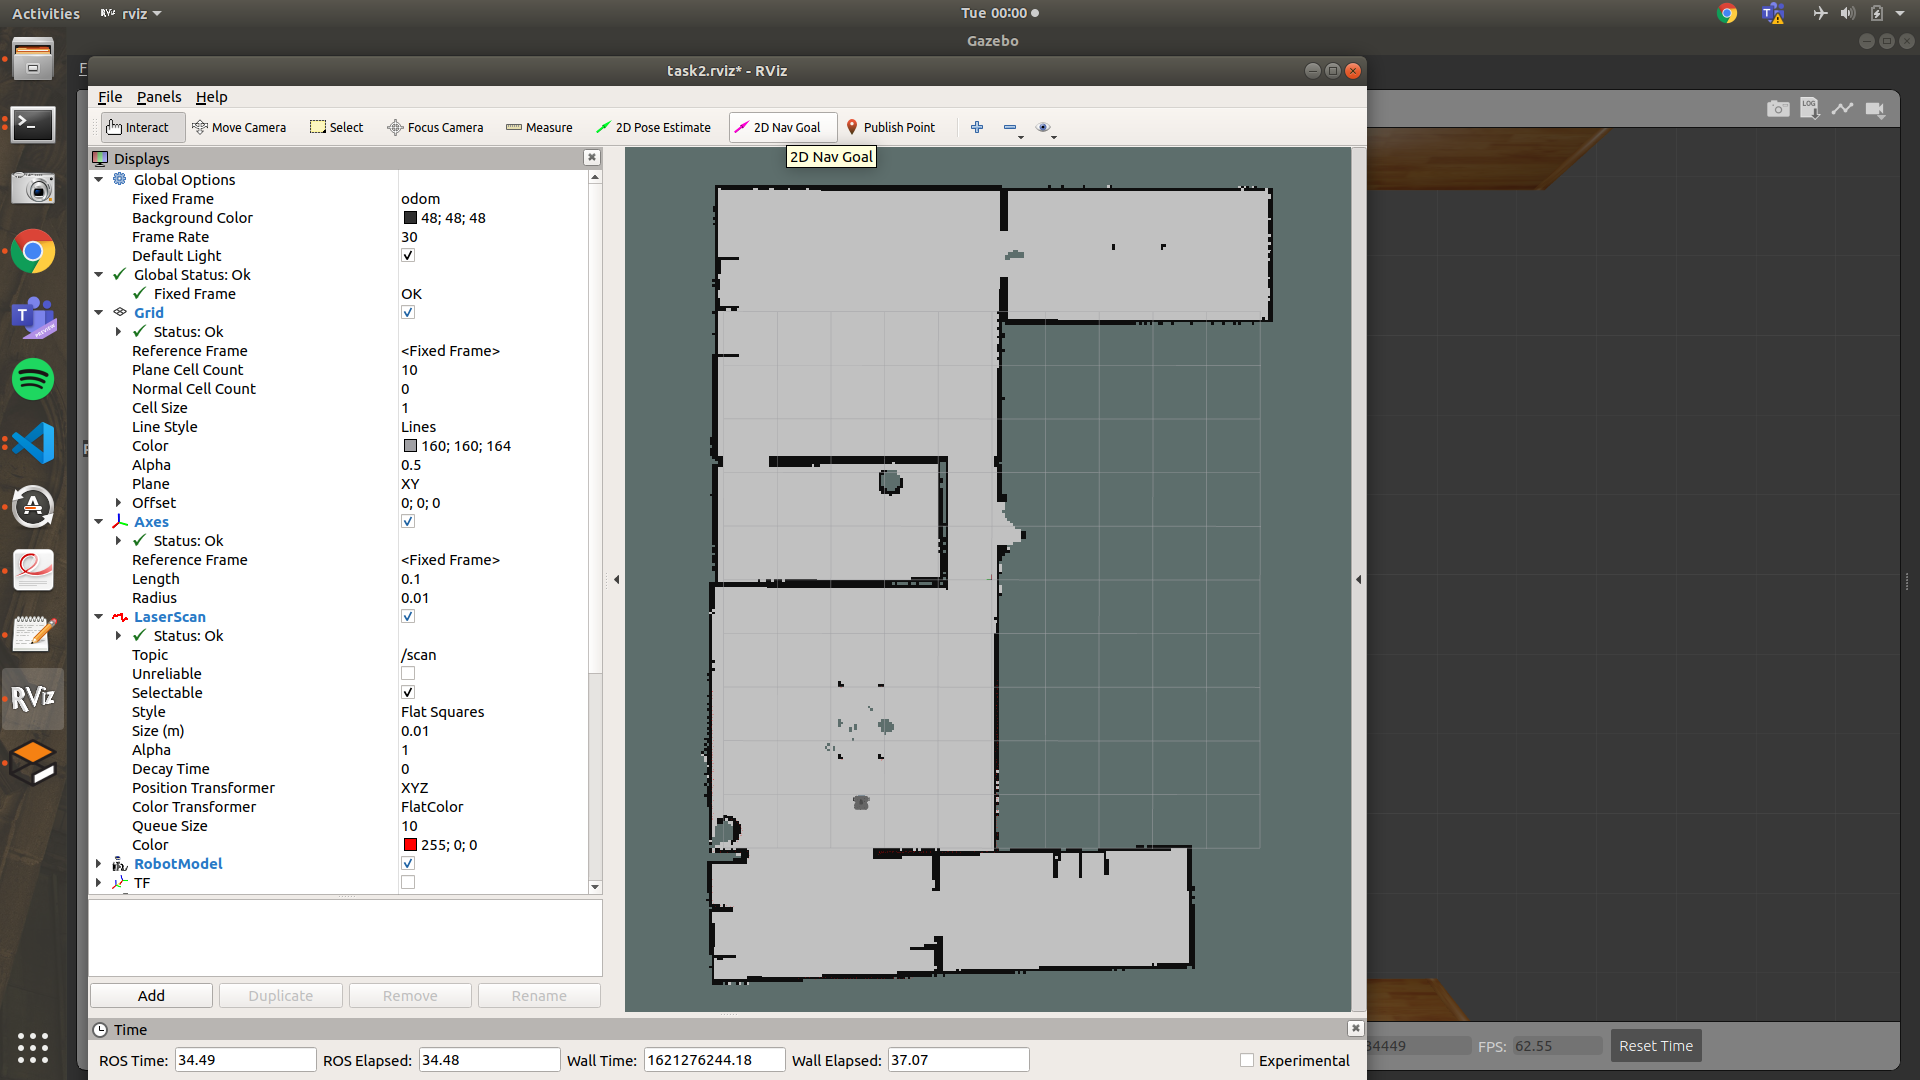 Activities
RViz rviz
Tue 00:00
Gazebo
F
task2.rviz* - RViz
File Panels Help
Interact Move Camera Select Focus Camera Measure 2D Pose Estimate 2D Nav Goal Publish Point
2D Nav Goal
LOG
Displays
Global Options
Fixed Frame odom
Background Color 48; 48; 48
Frame Rate 30
Default Light
Global Status: Ok
Fixed Frame OK
Grid
Status: Ok
Reference Frame <Fixed Frame>
Plane Cell Count 10
Normal Cell Count 0
Cell Size 1
Line Style Lines
Color 160; 160; 164
Alpha 0.5
Plane XY
Offset 0; 0; 0
Axes
Status: Ok
Reference Frame <Fixed Frame>
Length 0.1
Radius 0.01
LaserScan
Status: Ok
Topic /scan
Unreliable
Selectable
Style Flat Squares
Size (m) 0.01
Alpha 1
Decay Time 0
Position Transformer XYZ
Color Transformer FlatColor
Queue Size 10
Color 255; 0; 0
RobotModel
TF
Add Duplicate Remove Rename
Time
ROS Time: 34.49 ROS Elapsed: 34.48 Wall Time: 1621276244.18 Wall Elapsed: 37.07 Experimental
34449 FPS: 62.55 Reset Time
RViz